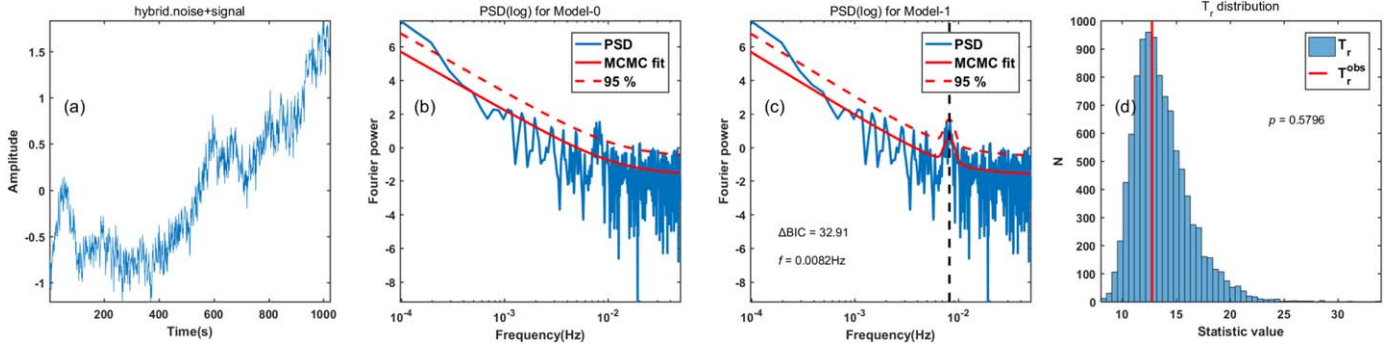 hybrid.noise+signal
(a)
Amplitude
1.5
1
0.5
0
-0.5
-1
200 400 600 800 1000
Time(s)
PSD(log) for Model-0
(b)
PSD
MCMC fit
95 %
Fourier power
6
4
2
0
-2
-4
-6
-8
10^-4 10^-3 10^-2
Frequency(Hz)
PSD(log) for Model-1
(c)
PSD
MCMC fit
95 %
Fourier power
6
4
2
0
-2
-4
-6
-8
ΔBIC = 32.91
f = 0.0082Hz
10^-4 10^-3 10^-2
Frequency(Hz)
T_r distribution
(d)
T_r
T_r^obs
p = 0.5796
N
1000
900
800
700
600
500
400
300
200
100
0
10 15 20 25 30
Statistic value